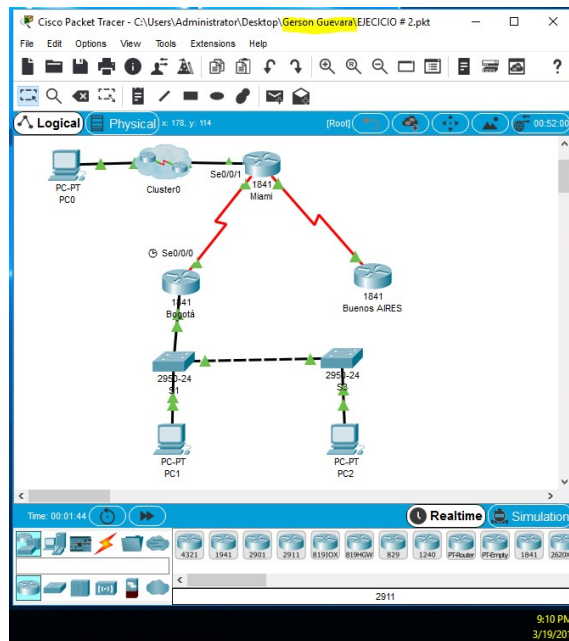 Cisco Packet Tracer - C:\Users\Administrator\Desktop\Gerson Guevara\EJECICIO # 2.pkt
File Edit Options View Tools Extensions Help
Logical Physical x: 178, y: 114 [Root] 00:52:00
PC-PT
PC0
Cluster0
Se0/0/1
1841
Miami
Se0/0/0
1841
Bogotá
1841
Buenos AIRES
2950-24
S1
2950-24
S3
PC-PT
PC1
PC-PT
PC2
Time: 00:01:44 Realtime Simulation
4321 1941 2901 2911 819IOX 819HGW 829 1240 PT-Router PT-Empty 1841 2620X
2911
9:10 PM
3/19/20